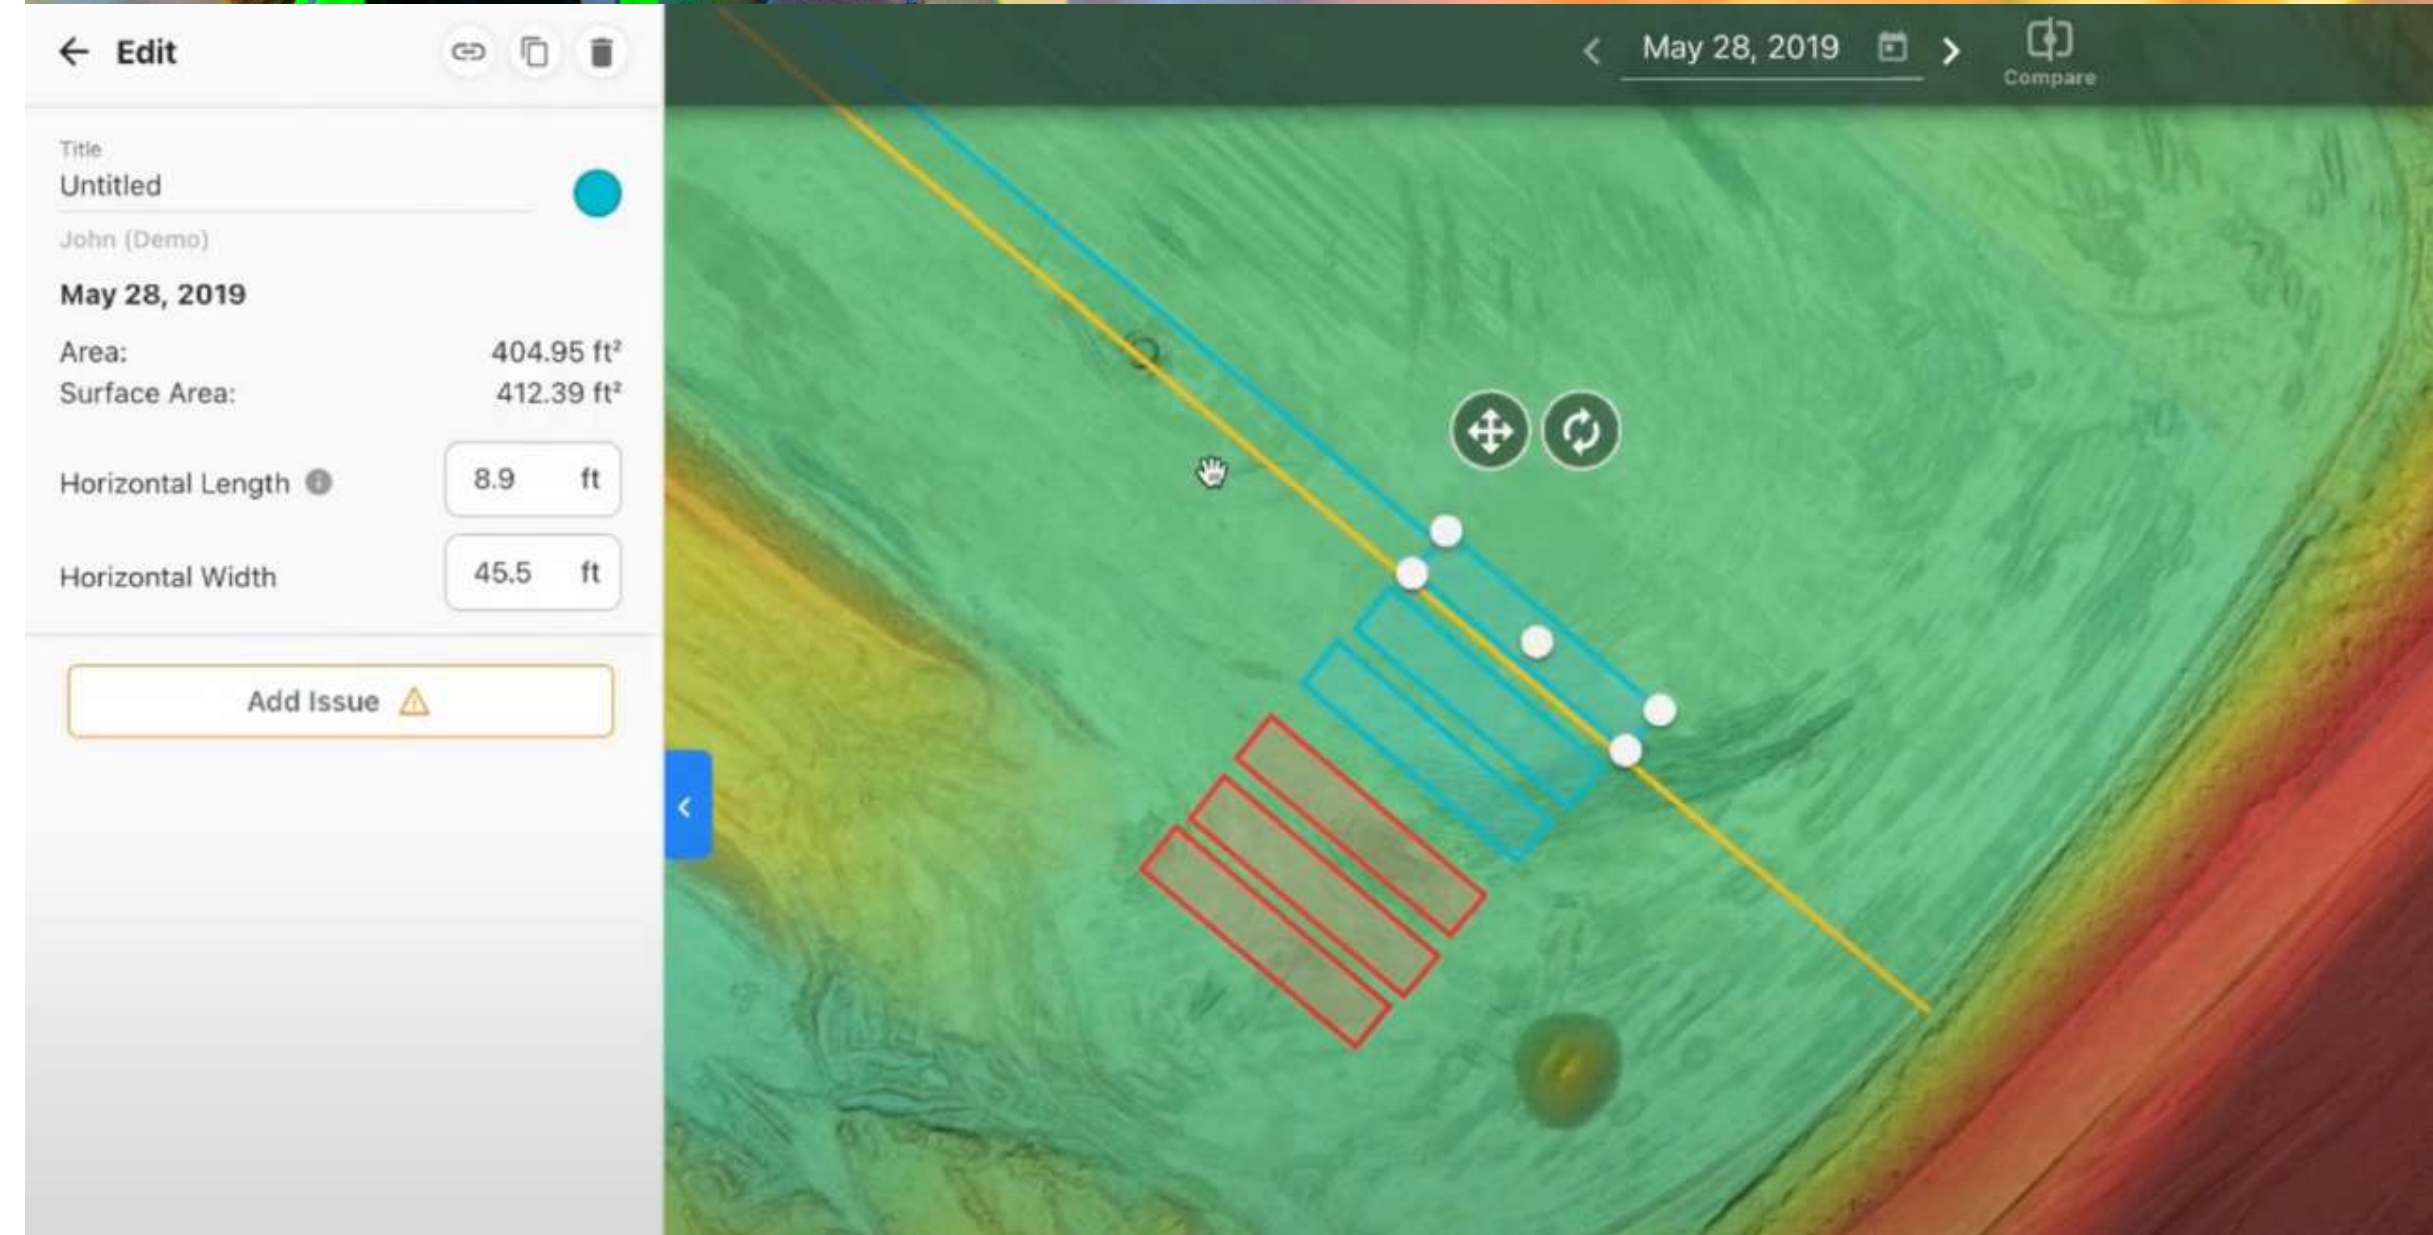 Edit
May 28, 2019
Compare
Title
Untitled
John (Demo)
May 28, 2019
Area: 404.95 ft²
Surface Area: 412.39 ft²
Horizontal Length 8.9 ft
Horizontal Width 45.5 ft
Add Issue